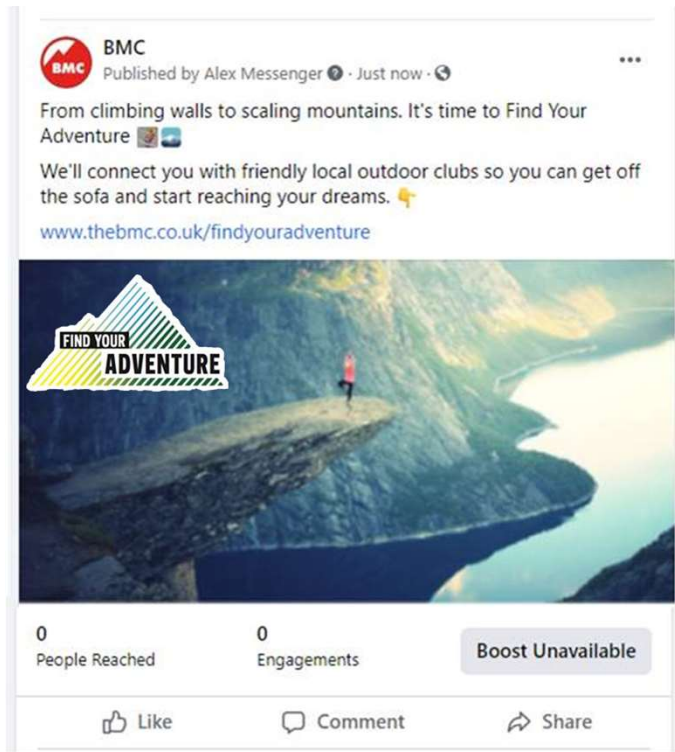 BMC
BMC
Published by Alex Messenger · Just now ·
From climbing walls to scaling mountains. It's time to Find Your
Adventure
We'll connect you with friendly local outdoor clubs so you can get off
the sofa and start reaching your dreams. 👇
www.thebmc.co.uk/findyouradventure
FIND YOUR
ADVENTURE
0
People Reached
0
Engagements
Boost Unavailable
Like
Comment
Share